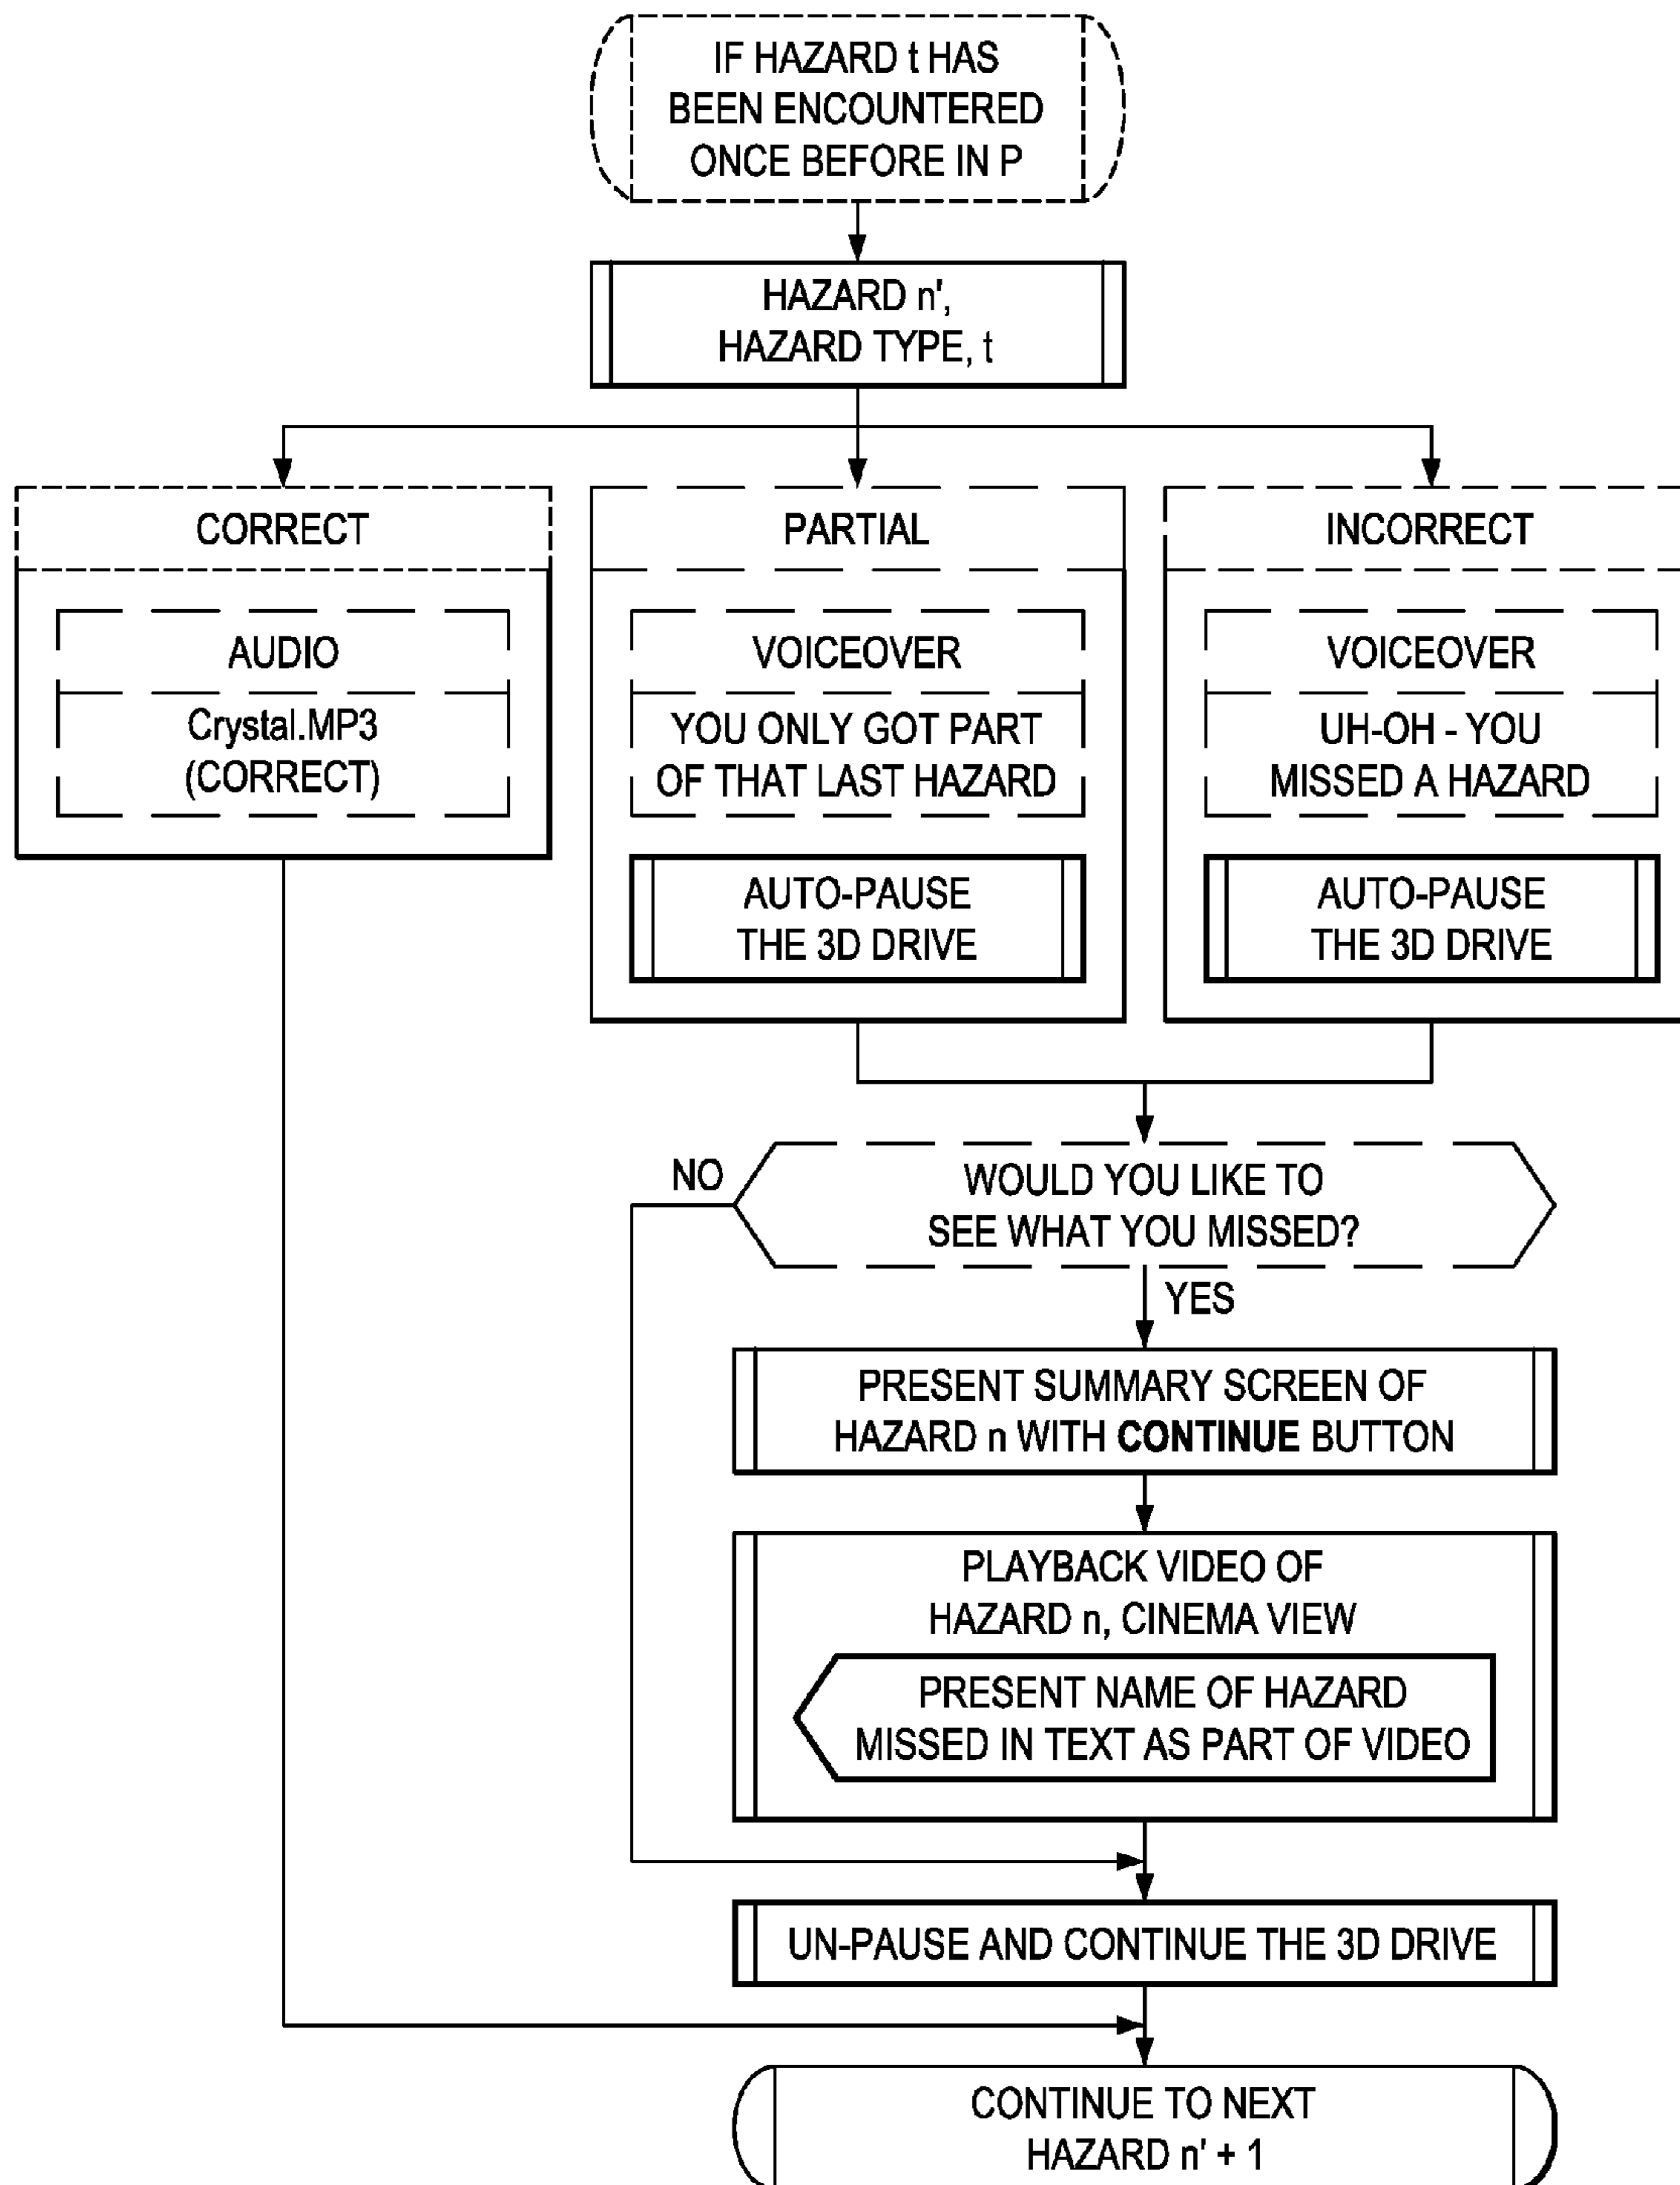 IF HAZARD t HAS
BEEN ENCOUNTERED
ONCE BEFORE IN P
HAZARD n',
HAZARD TYPE, t
CORRECT
AUDIO
Crystal.MP3
(CORRECT)
PARTIAL
VOICEOVER
YOU ONLY GOT PART
OF THAT LAST HAZARD
AUTO-PAUSE
THE 3D DRIVE
INCORRECT
VOICEOVER
UH-OH - YOU
MISSED A HAZARD
AUTO-PAUSE
THE 3D DRIVE
WOULD YOU LIKE TO
SEE WHAT YOU MISSED?
NO
YES
PRESENT SUMMARY SCREEN OF
HAZARD n WITH CONTINUE BUTTON
PLAYBACK VIDEO OF
HAZARD n, CINEMA VIEW
PRESENT NAME OF HAZARD
MISSED IN TEXT AS PART OF VIDEO
UN-PAUSE AND CONTINUE THE 3D DRIVE
CONTINUE TO NEXT
HAZARD n' + 1